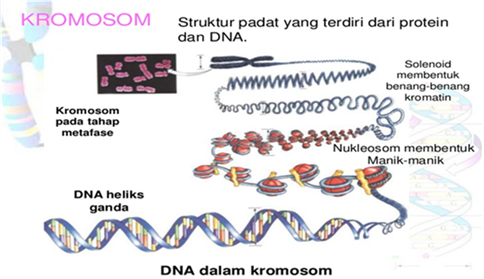 KROMOSOM
Struktur padat yang terdiri dari protein
dan DNA.
Solenoid
membentuk
benang-benang
kromatin
Kromosom
pada tahap
metafase
Nukleosom membentuk
Manik-manik
DNA heliks
ganda
DNA dalam kromosom